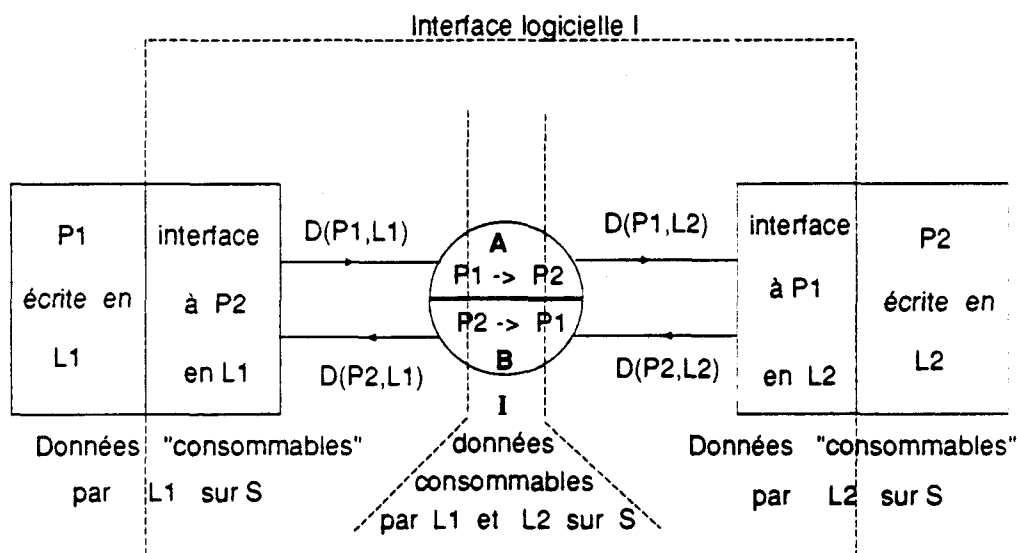 Interface logicielle I
P1
écrite en
L1
interface
à P2
en L1
D(P1,L1)
D(P2,L1)
A
P1 -> P2
P2 -> P1
B
I
D(P1,L2)
D(P2,L2)
interface
à P1
en L2
P2
écrite en
L2
Données "consommables"
par L1 sur S
données
consommables
par L1 et L2 sur S
Données "consommables"
par L2 sur S